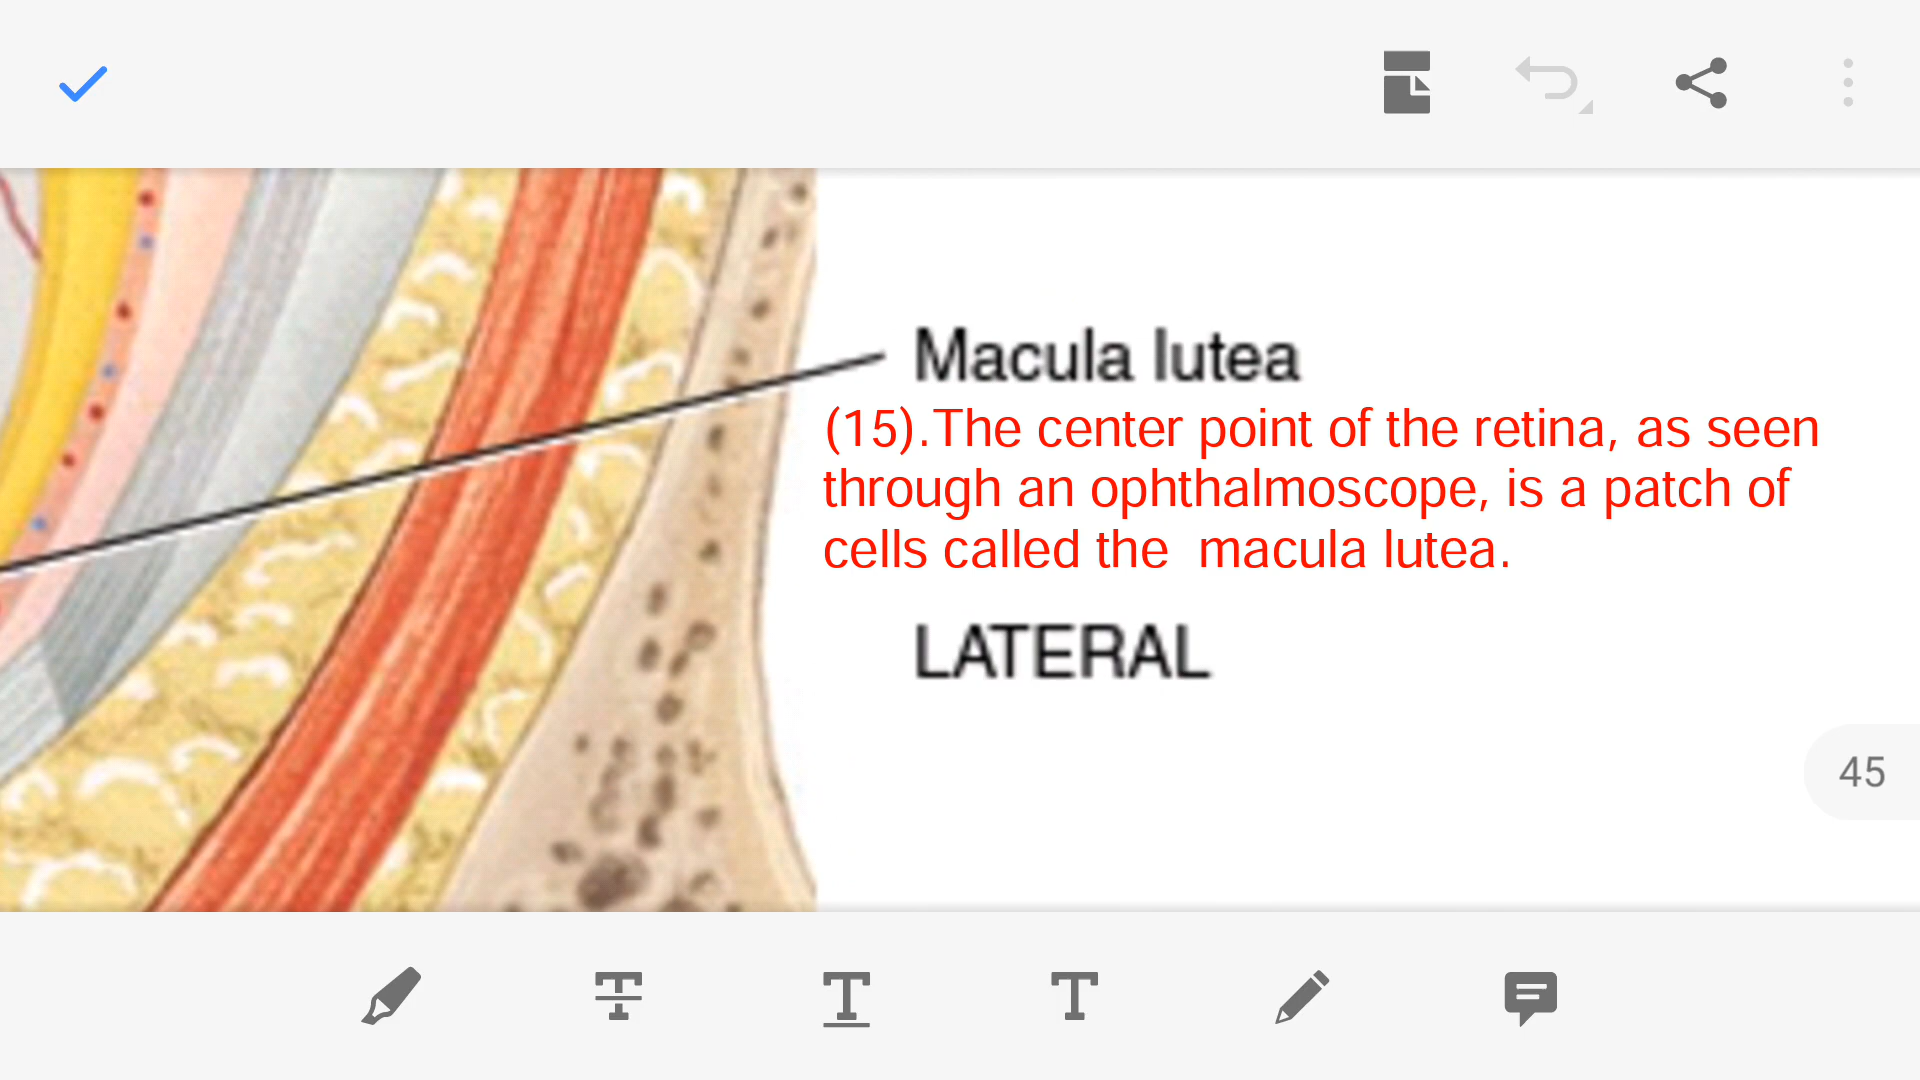 Macula lutea
(15).The center point of the retina, as seen
through an ophthalmoscope, is a patch of
cells called the  macula lutea.
LATERAL
45